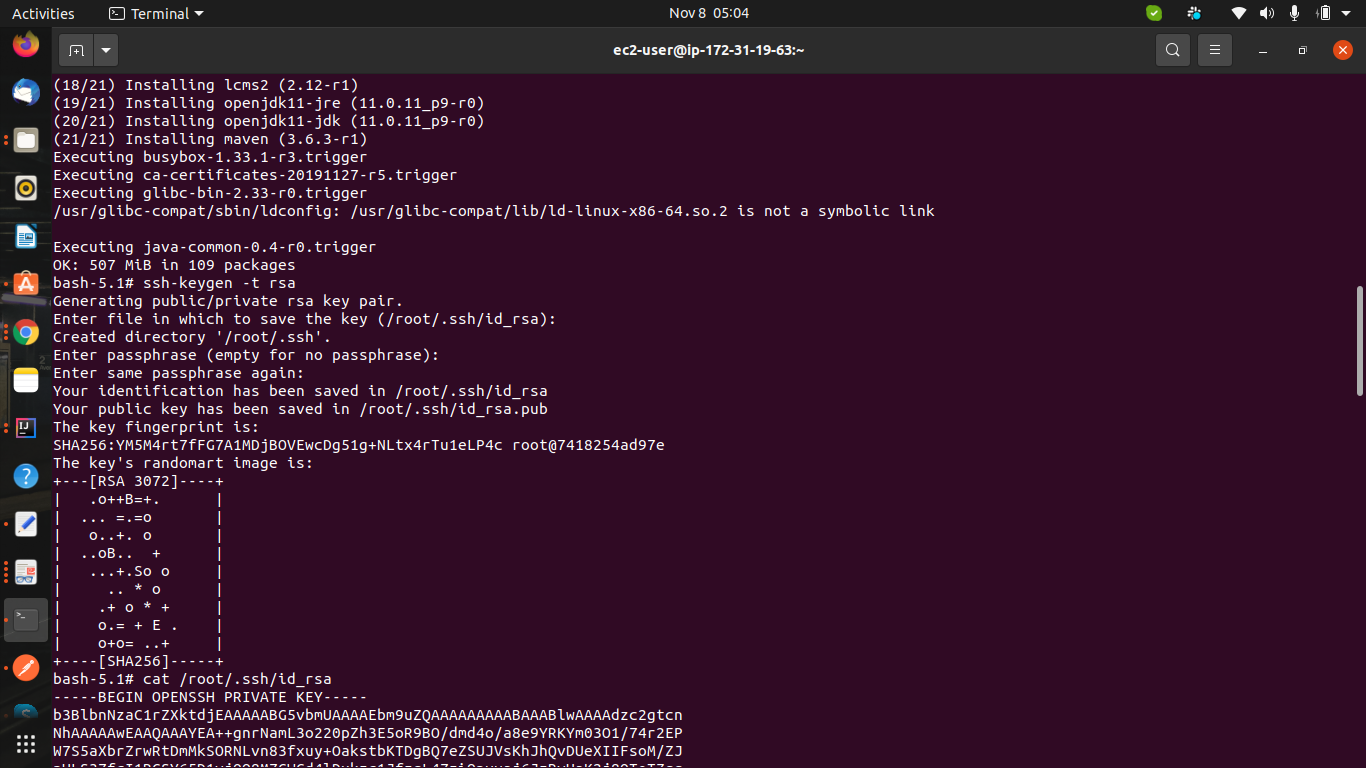 Activities
Terminal
Nov 8 05:04
ec2-user@ip-172-31-19-63:~
(18/21) Installing lcms2 (2.12-r1)
(19/21) Installing openjdk11-jre (11.0.11_p9-r0)
(20/21) Installing openjdk11-jdk (11.0.11_p9-r0)
(21/21) Installing maven (3.6.3-r1)
Executing busybox-1.33.1-r3.trigger
Executing ca-certificates-20191127-r5.trigger
Executing glibc-bin-2.33-r0.trigger
/usr/glibc-compat/sbin/ldconfig: /usr/glibc-compat/lib/ld-linux-x86-64.so.2 is not a symbolic link
Executing java-common-0.4-r0.trigger
OK: 507 MiB in 109 packages
bash-5.1# ssh-keygen -t rsa
Generating public/private rsa key pair.
Enter file in which to save the key (/root/.ssh/id_rsa):
Created directory '/root/.ssh'.
Enter passphrase (empty for no passphrase):
Enter same passphrase again:
Your identification has been saved in /root/.ssh/id_rsa
Your public key has been saved in /root/.ssh/id_rsa.pub
The key fingerprint is:
SHA256:YM5M4rt7fFG7A1MDjBOVEwcDg51g+NLtx4rTu1eLP4c root@7418254ad97e
The key's randomart image is:
+---[RSA 3072]----+
|   .o++B=+.      |
|  ... =.=o       |
|   o..+. o       |
|  ..oB..  +      |
|   ...+.So o     |
|     .. * o      |
|    .+ o * +     |
|    o.= + E .    |
|    o+o= ..+     |
+----[SHA256]-----+
bash-5.1# cat /root/.ssh/id_rsa
-----BEGIN OPENSSH PRIVATE KEY-----
b3BlbnNzaC1rZXktdjEAAAAABG5vbmUAAAAEbm9uZQAAAAAAAAABAAABlwAAAAdzc2gtcn
NhAAAAAwEAAQAAAYEA++gnrNamL3o220pZh3E5oR9BO/dmd4o/a8e9YRKYm03O1/74r2EP
W7S5aXbrZrwRtDmMkSORNLvn83fxuy+OakstbKTDgBQ7eZSUJVsKhJhQvDUeXIIFsoM/ZJ